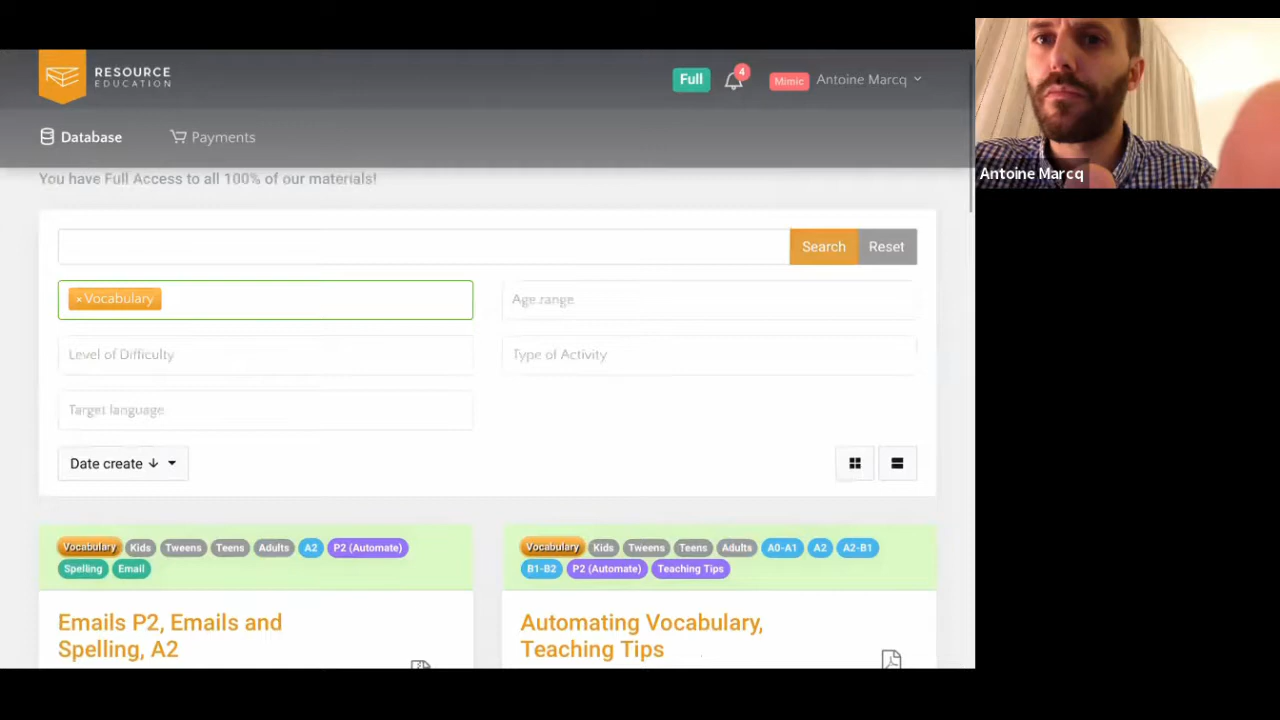 RESOURCE
EDUCATION
Full
4
Mimic
Antoine Marcq
Database
Payments
You have Full Access to all 100% of our materials!
Search
Reset
× Vocabulary
Age range
Level of Difficulty
Type of Activity
Target language
Date create ↓
Vocabulary Kids Tweens Teens Adults A2 P2 (Automate)
Spelling Email
Emails P2, Emails and
Spelling, A2
Vocabulary Kids Tweens Teens Adults A0-A1 A2 A2-B1
B1-B2 P2 (Automate) Teaching Tips
Automating Vocabulary,
Teaching Tips
Antoine Marcq